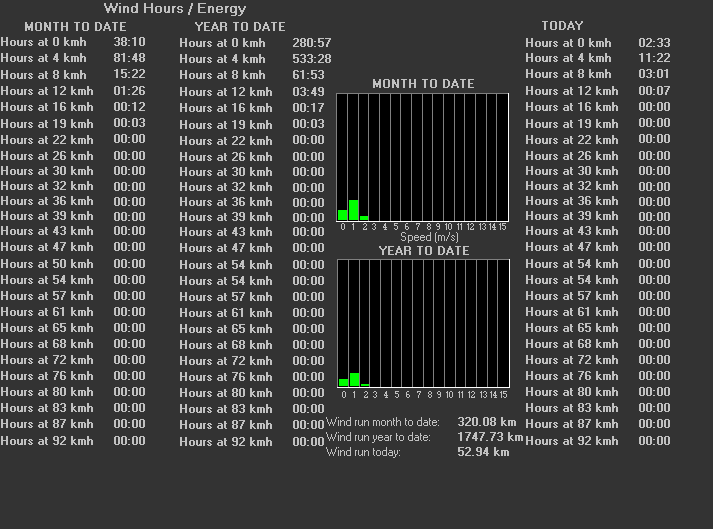 Wind Hours / Energy
MONTH TO DATE
Hours at 0 kmh 38:10
Hours at 4 kmh 81:48
Hours at 8 kmh 15:22
Hours at 12 kmh 01:26
Hours at 16 kmh 00:12
Hours at 19 kmh 00:03
Hours at 22 kmh 00:00
Hours at 26 kmh 00:00
Hours at 30 kmh 00:00
Hours at 32 kmh 00:00
Hours at 36 kmh 00:00
Hours at 39 kmh 00:00
Hours at 43 kmh 00:00
Hours at 47 kmh 00:00
Hours at 50 kmh 00:00
Hours at 54 kmh 00:00
Hours at 57 kmh 00:00
Hours at 61 kmh 00:00
Hours at 65 kmh 00:00
Hours at 68 kmh 00:00
Hours at 72 kmh 00:00
Hours at 76 kmh 00:00
Hours at 80 kmh 00:00
Hours at 83 kmh 00:00
Hours at 87 kmh 00:00
Hours at 92 kmh 00:00
YEAR TO DATE
Hours at 0 kmh 280:57
Hours at 4 kmh 533:28
Hours at 8 kmh 61:53
Hours at 12 kmh 03:49
Hours at 16 kmh 00:17
Hours at 19 kmh 00:03
Hours at 22 kmh 00:00
Hours at 26 kmh 00:00
Hours at 30 kmh 00:00
Hours at 32 kmh 00:00
Hours at 36 kmh 00:00
Hours at 39 kmh 00:00
Hours at 43 kmh 00:00
Hours at 47 kmh 00:00
Hours at 54 kmh 00:00
Hours at 54 kmh 00:00
Hours at 57 kmh 00:00
Hours at 61 kmh 00:00
Hours at 65 kmh 00:00
Hours at 68 kmh 00:00
Hours at 72 kmh 00:00
Hours at 76 kmh 00:00
Hours at 80 kmh 00:00
Hours at 83 kmh 00:00
Hours at 87 kmh 00:00
Hours at 92 kmh 00:00
MONTH TO DATE
0 1 2 3 4 5 6 7 8 9 10 11 12 13 14 15
Speed (m/s)
YEAR TO DATE
0 1 2 3 4 5 6 7 8 9 10 11 12 13 14 15
Wind run month to date: 320.08 km
Wind run year to date: 1747.73 km
Wind run today: 52.94 km
TODAY
Hours at 0 kmh 02:33
Hours at 4 kmh 11:22
Hours at 8 kmh 03:01
Hours at 12 kmh 00:07
Hours at 16 kmh 00:00
Hours at 19 kmh 00:00
Hours at 22 kmh 00:00
Hours at 26 kmh 00:00
Hours at 30 kmh 00:00
Hours at 32 kmh 00:00
Hours at 36 kmh 00:00
Hours at 39 kmh 00:00
Hours at 43 kmh 00:00
Hours at 47 kmh 00:00
Hours at 54 kmh 00:00
Hours at 54 kmh 00:00
Hours at 57 kmh 00:00
Hours at 61 kmh 00:00
Hours at 65 kmh 00:00
Hours at 68 kmh 00:00
Hours at 72 kmh 00:00
Hours at 76 kmh 00:00
Hours at 80 kmh 00:00
Hours at 83 kmh 00:00
Hours at 87 kmh 00:00
Hours at 92 kmh 00:00